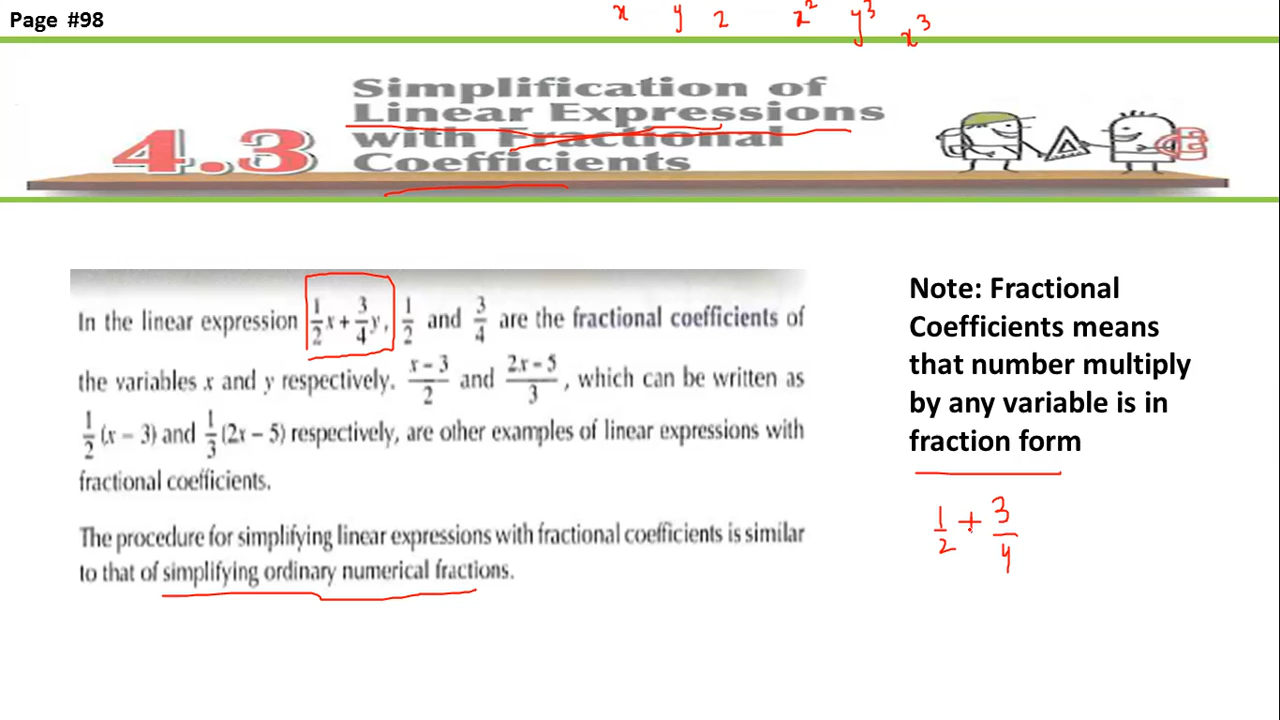 Page #98
x y z x² y³ x³
4.3
Simplification of
Linear Expressions
with Fractional
Coefficients
In the linear expression 1/2 x + 3/4 y, 1/2 and 3/4 are the fractional coefficients of
the variables x and y respectively. (x − 3)/2 and (2x − 5)/3, which can be written as
1/2 (x − 3) and 1/3 (2x − 5) respectively, are other examples of linear expressions with
fractional coefficients.
The procedure for simplifying linear expressions with fractional coefficients is similar
to that of simplifying ordinary numerical fractions.
Note: Fractional
Coefficients means
that number multiply
by any variable is in
fraction form
1/2 + 3/4